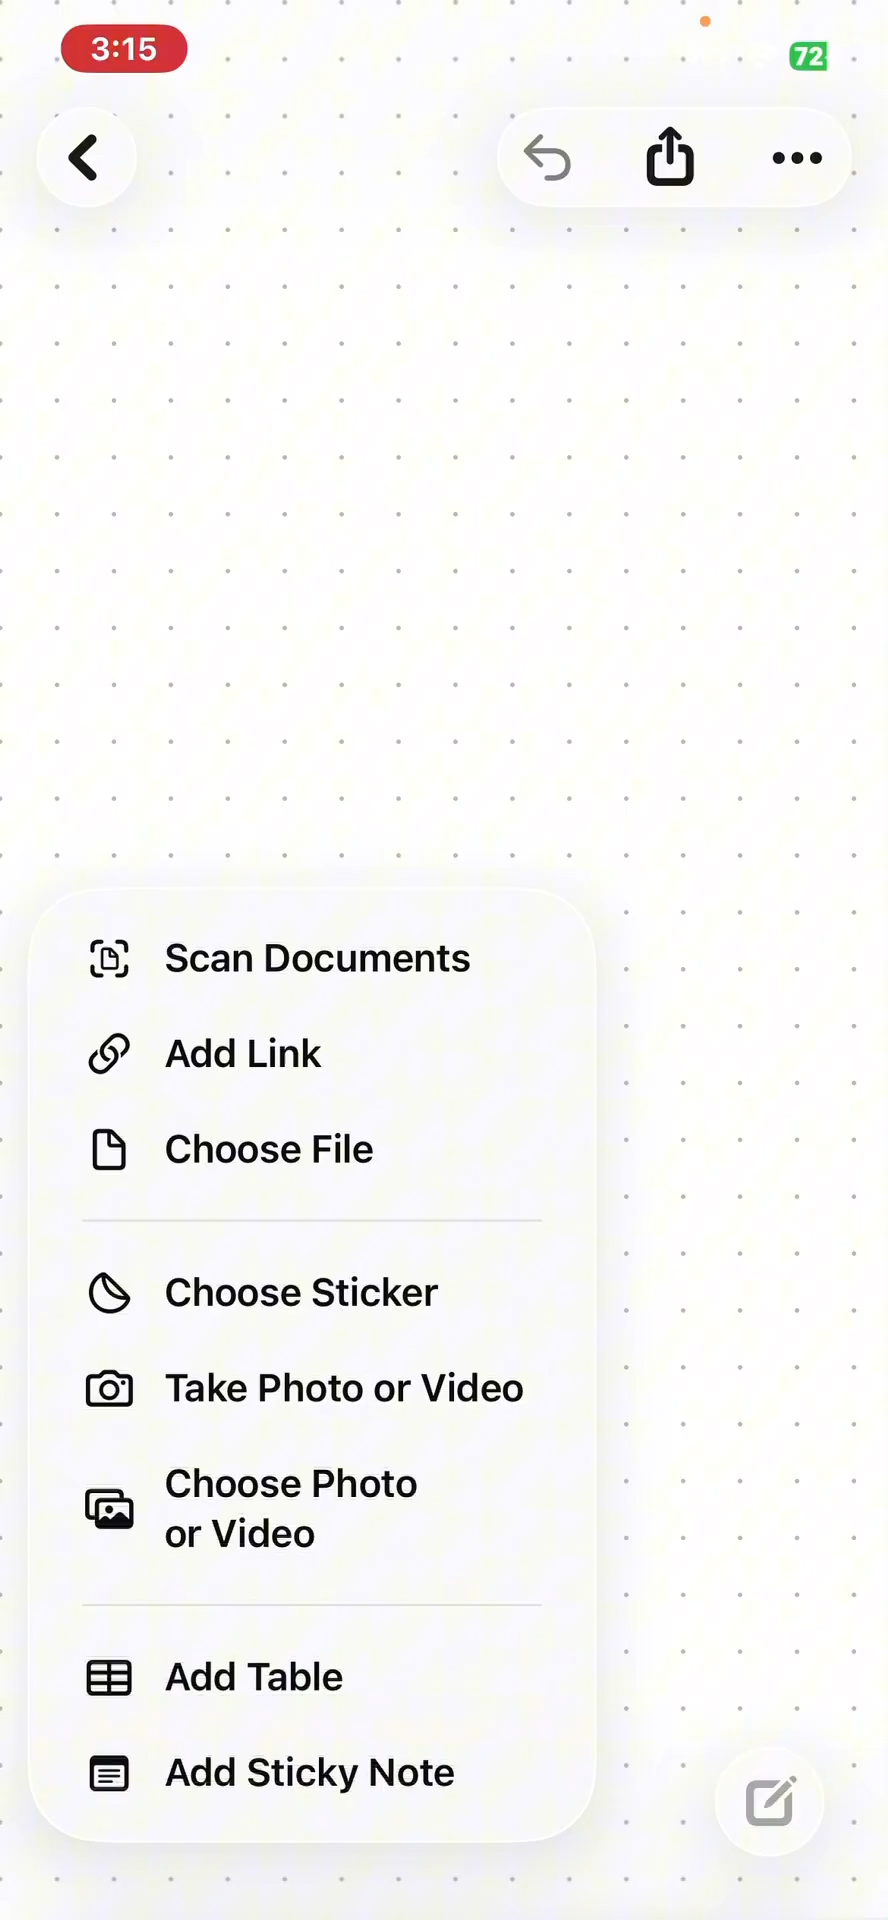 3:15
72
Scan Documents
Add Link
Choose File
Choose Sticker
Take Photo or Video
Choose Photo
or Video
Add Table
Add Sticky Note